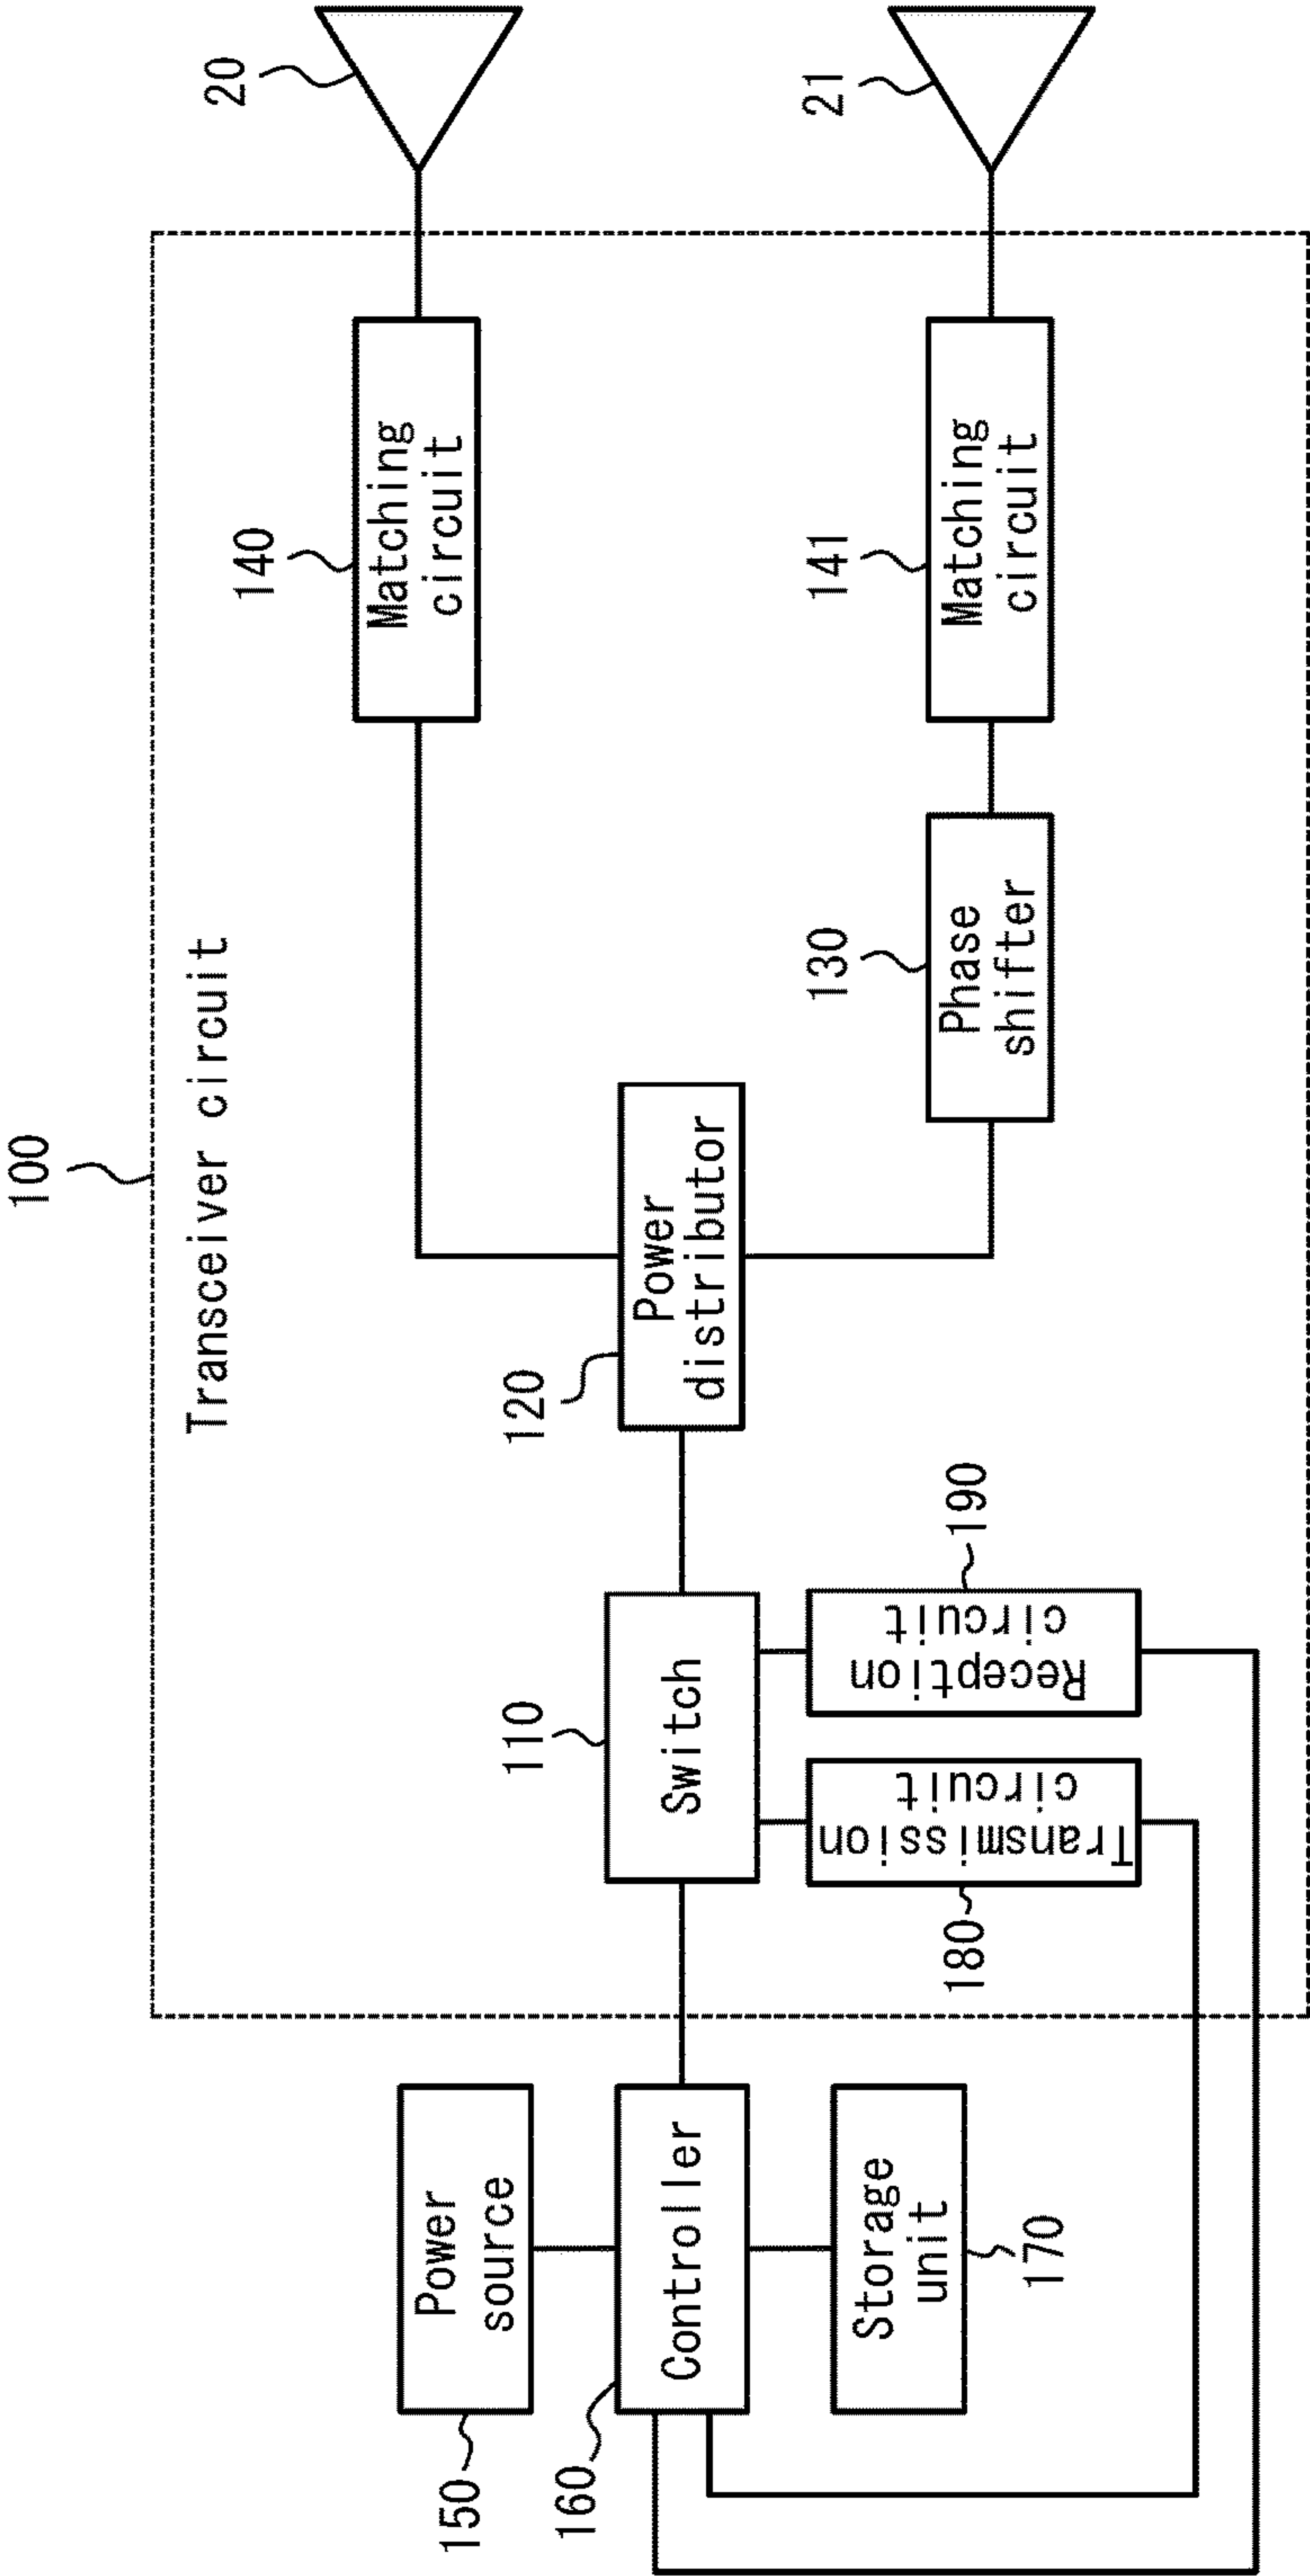 100
Transceiver circuit
20
140
Matching
circuit
21
141
Matching
circuit
130
Phase
shifter
120
Power
distributor
110
Switch
190
Reception
circuit
180
Transmission
circuit
150
Power
source
160
Controller
Storage
unit
170